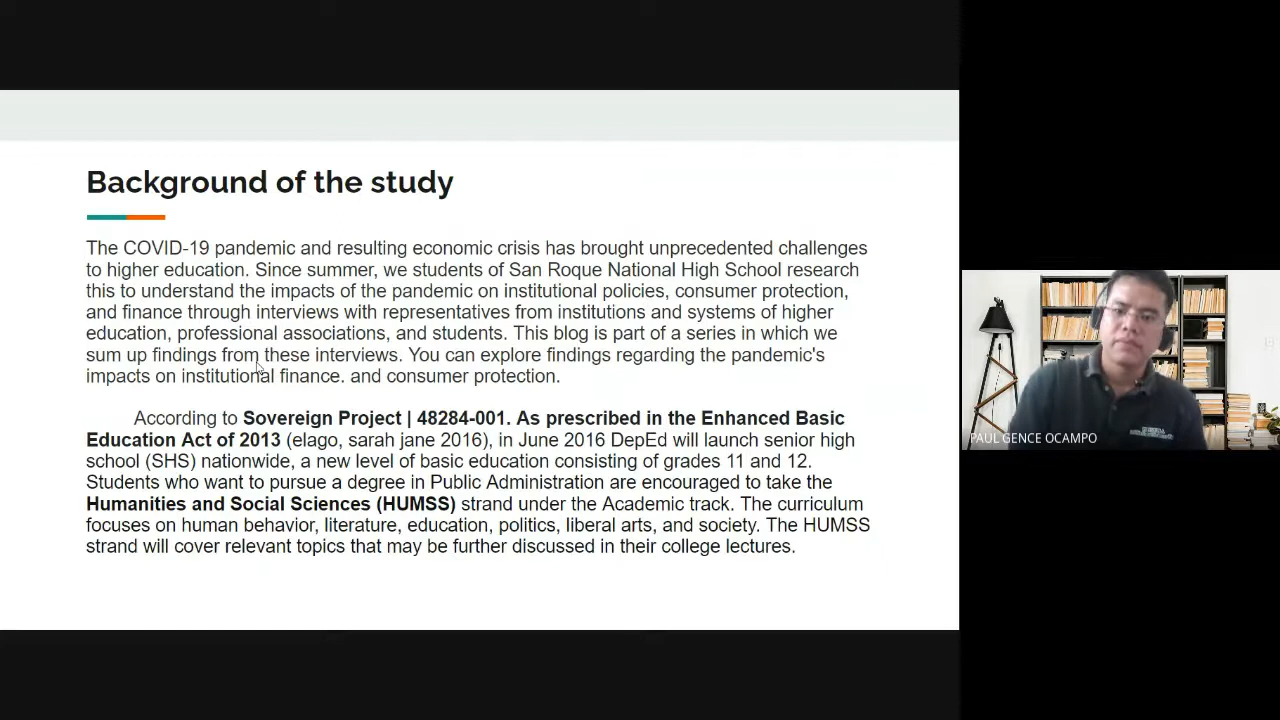 Background of the study
The COVID-19 pandemic and resulting economic crisis has brought unprecedented challenges
to higher education. Since summer, we students of San Roque National High School research
this to understand the impacts of the pandemic on institutional policies, consumer protection,
and finance through interviews with representatives from institutions and systems of higher
education, professional associations, and students. This blog is part of a series in which we
sum up findings from these interviews. You can explore findings regarding the pandemic's
impacts on institutional finance. and consumer protection.
According to Sovereign Project | 48284-001. As prescribed in the Enhanced Basic
Education Act of 2013 (elago, sarah jane 2016), in June 2016 DepEd will launch senior high
school (SHS) nationwide, a new level of basic education consisting of grades 11 and 12.
Students who want to pursue a degree in Public Administration are encouraged to take the
Humanities and Social Sciences (HUMSS) strand under the Academic track. The curriculum
focuses on human behavior, literature, education, politics, liberal arts, and society. The HUMSS
strand will cover relevant topics that may be further discussed in their college lectures.
PAUL GENCE OCAMPO